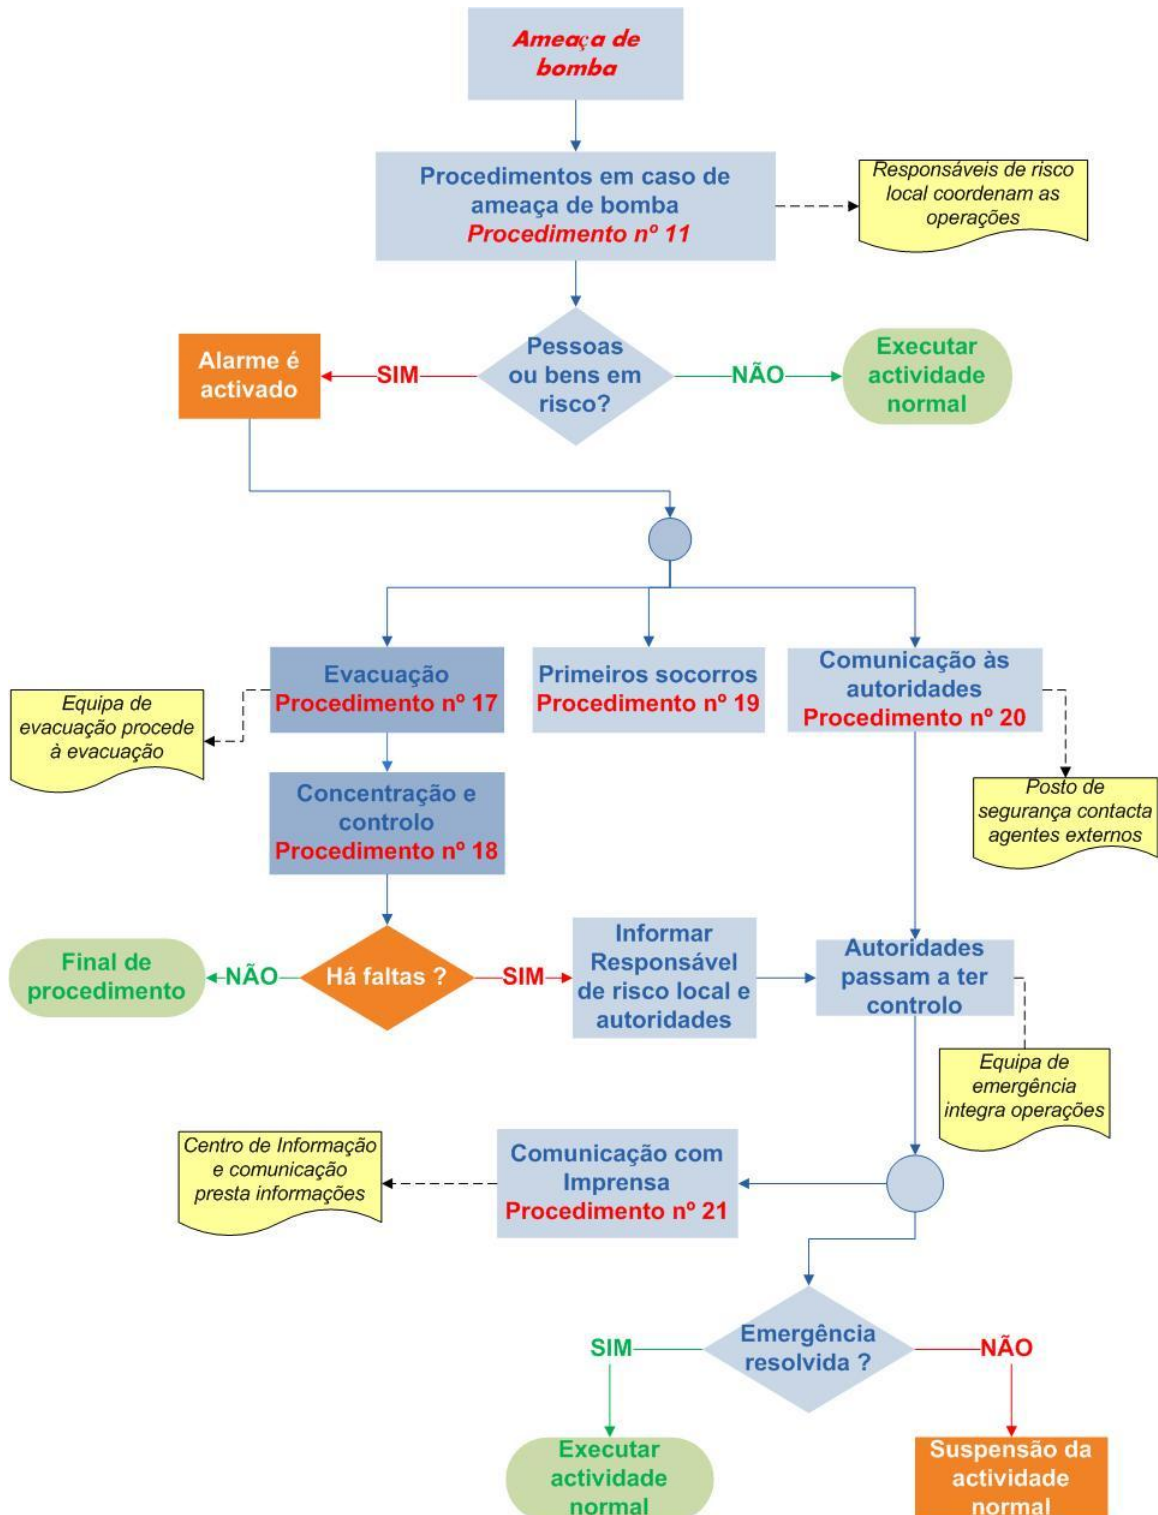 Ameaça de
bomba
Procedimentos em caso de
ameaça de bomba
Procedimento nº 11
Responsáveis de risco
local coordenam as
operações
Pessoas
ou bens em
risco?
SIM
Alarme é
activado
NÃO
Executar
actividade
normal
Evacuação
Procedimento nº 17
Primeiros socorros
Procedimento nº 19
Comunicação às
autoridades
Procedimento nº 20
Equipa de
evacuação procede
à evacuação
Concentração e
controlo
Procedimento nº 18
Posto de
segurança contacta
agentes externos
Final de
procedimento
NÃO
Há faltas ?
SIM
Informar
Responsável
de risco local e
autoridades
Autoridades
passam a ter
controlo
Equipa de
emergência
integra operações
Centro de Informação
e comunicação
presta informações
Comunicação com
Imprensa
Procedimento nº 21
Emergência
resolvida ?
SIM
NÃO
Executar
actividade
normal
Suspensão da
actividade
normal